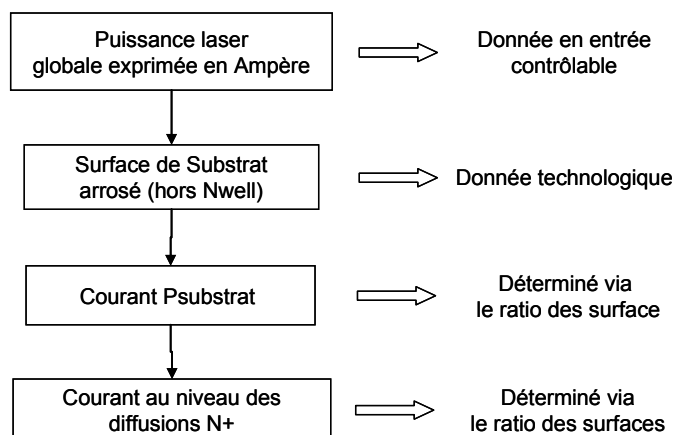 Puissance laser
globale exprimée en Ampère
Donnée en entrée
contrôlable
Surface de Substrat
arrosé (hors Nwell)
Donnée technologique
Courant Psubstrat
Déterminé via
le ratio des surface
Courant au niveau des
diffusions N+
Déterminé via
le ratio des surfaces